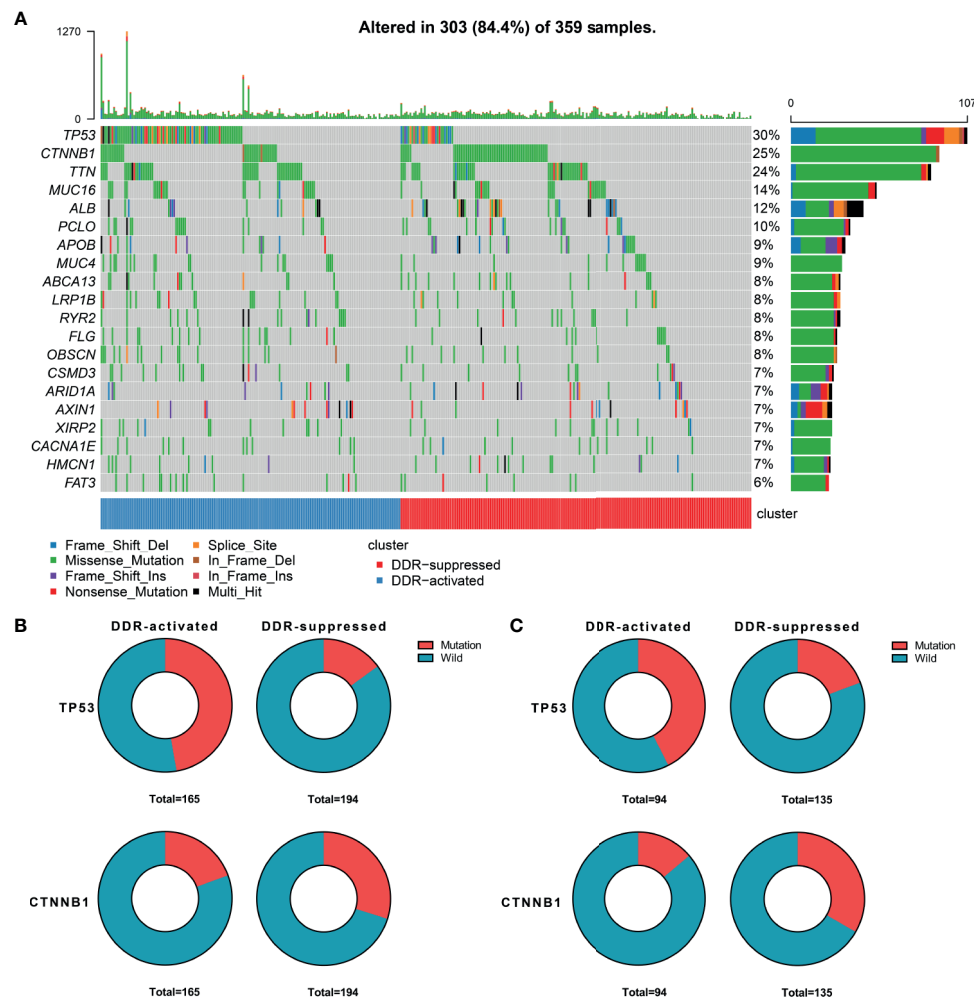 A
Altered in 303 (84.4%) of 359 samples.
1270
0
0 107
TP53 30%
CTNNB1 25%
TTN 24%
MUC16 14%
ALB 12%
PCLO 10%
APOB 9%
MUC4 9%
ABCA13 8%
LRP1B 8%
RYR2 8%
FLG 8%
OBSCN 8%
CSMD3 7%
ARID1A 7%
AXIN1 7%
XIRP2 7%
CACNA1E 7%
HMCN1 7%
FAT3 6%
cluster
Frame_Shift_Del Splice_Site cluster
Missense_Mutation In_Frame_Del DDR−suppressed
Frame_Shift_Ins In_Frame_Ins DDR−activated
Nonsense_Mutation Multi_Hit
B
DDR-activated DDR-suppressed
Mutation
Wild
TP53
Total=165 Total=194
CTNNB1
Total=165 Total=194
C
DDR-activated DDR-suppressed
Mutation
Wild
TP53
Total=94 Total=135
CTNNB1
Total=94 Total=135